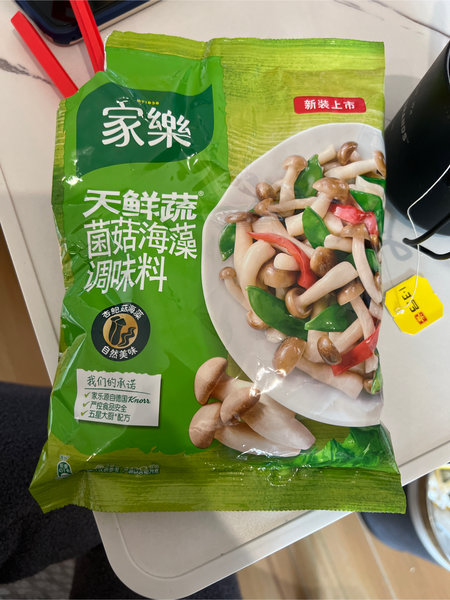 家樂
新装上市
天鲜蔬®
菌菇海藻
调味料
杏鲍菇海藻
自然美味
我们的承诺
✓ 家乐源自德国Knorr
✓ 严控食品安全
✓ 五星大厨*配方